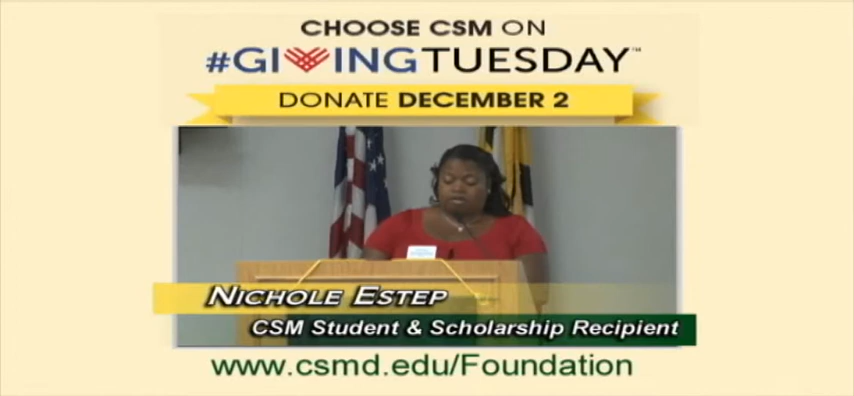 CHOOSE CSM ON
#GIVINGTUESDAY™
DONATE DECEMBER 2
NICHOLE ESTEP
CSM Student & Scholarship Recipient
www.csmd.edu/Foundation